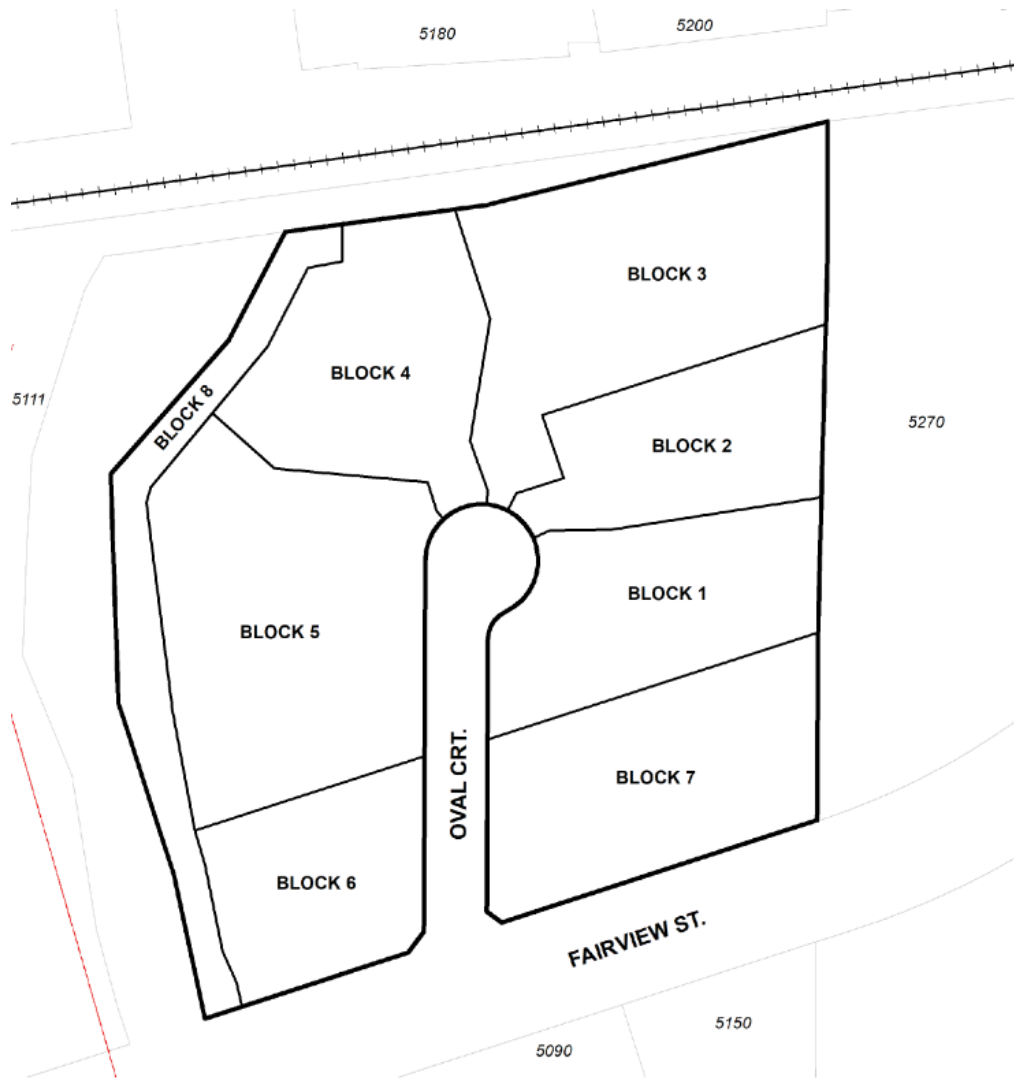 5180
5200
BLOCK 3
BLOCK 4
BLOCK 8
5111
BLOCK 2
5270
BLOCK 1
BLOCK 5
OVAL CRT.
BLOCK 7
BLOCK 6
FAIRVIEW ST.
5150
5090